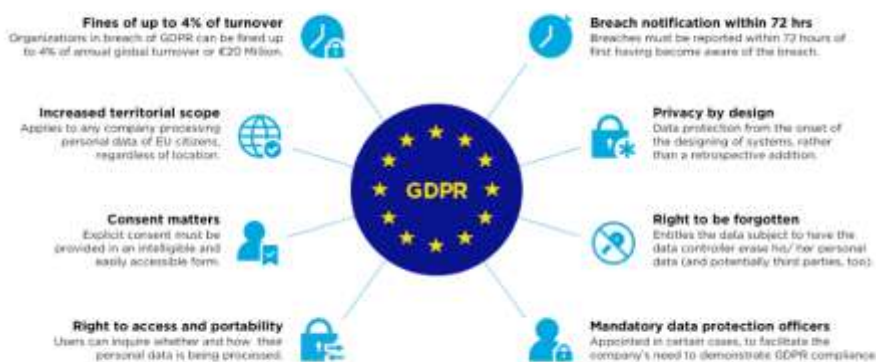 Fines of up to 4% of turnover
Organizations in breach of GDPR can be fined up
to 4% of annual global turnover or €20 Million.
Increased territorial scope
Applies to any company processing
personal data of EU citizens,
regardless of location.
Consent matters
Explicit consent must be
provided in an intelligible and
easily accessible form.
Right to access and portability
Users can inquire whether and how their
personal data is being processed.
GDPR
Breach notification within 72 hrs
Breaches must be reported within 72 hours of
first having become aware of the breach.
Privacy by design
Data protection from the onset of
the designing of systems, rather
than a retrospective addition.
Right to be forgotten
Entitles the data subject to have the
data controller erase his/her personal
data (and potentially third parties, too).
Mandatory data protection officers
Appointed in certain cases, to facilitate the
company's need to demonstrate GDPR compliance